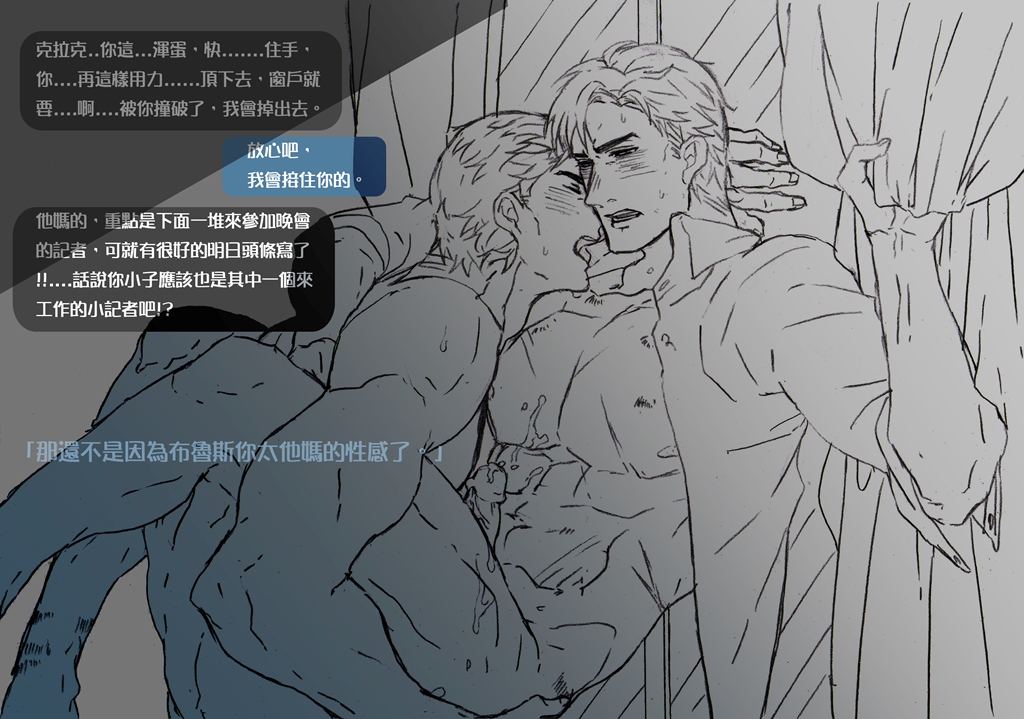 克拉克..你這...渾蛋，快.......住手，
你....再這樣用力......頂下去，窗戶就
要....啊....被你撞破了，我會掉出去。
放心吧，
我會接住你的。
他媽的，重點是下面一堆來參加晚會
的記者，可就有很好的明日頭條寫了
!!....話說你小子應該也是其中一個來
工作的小記者吧!?
「那還不是因為布魯斯你太他媽的性感了。」